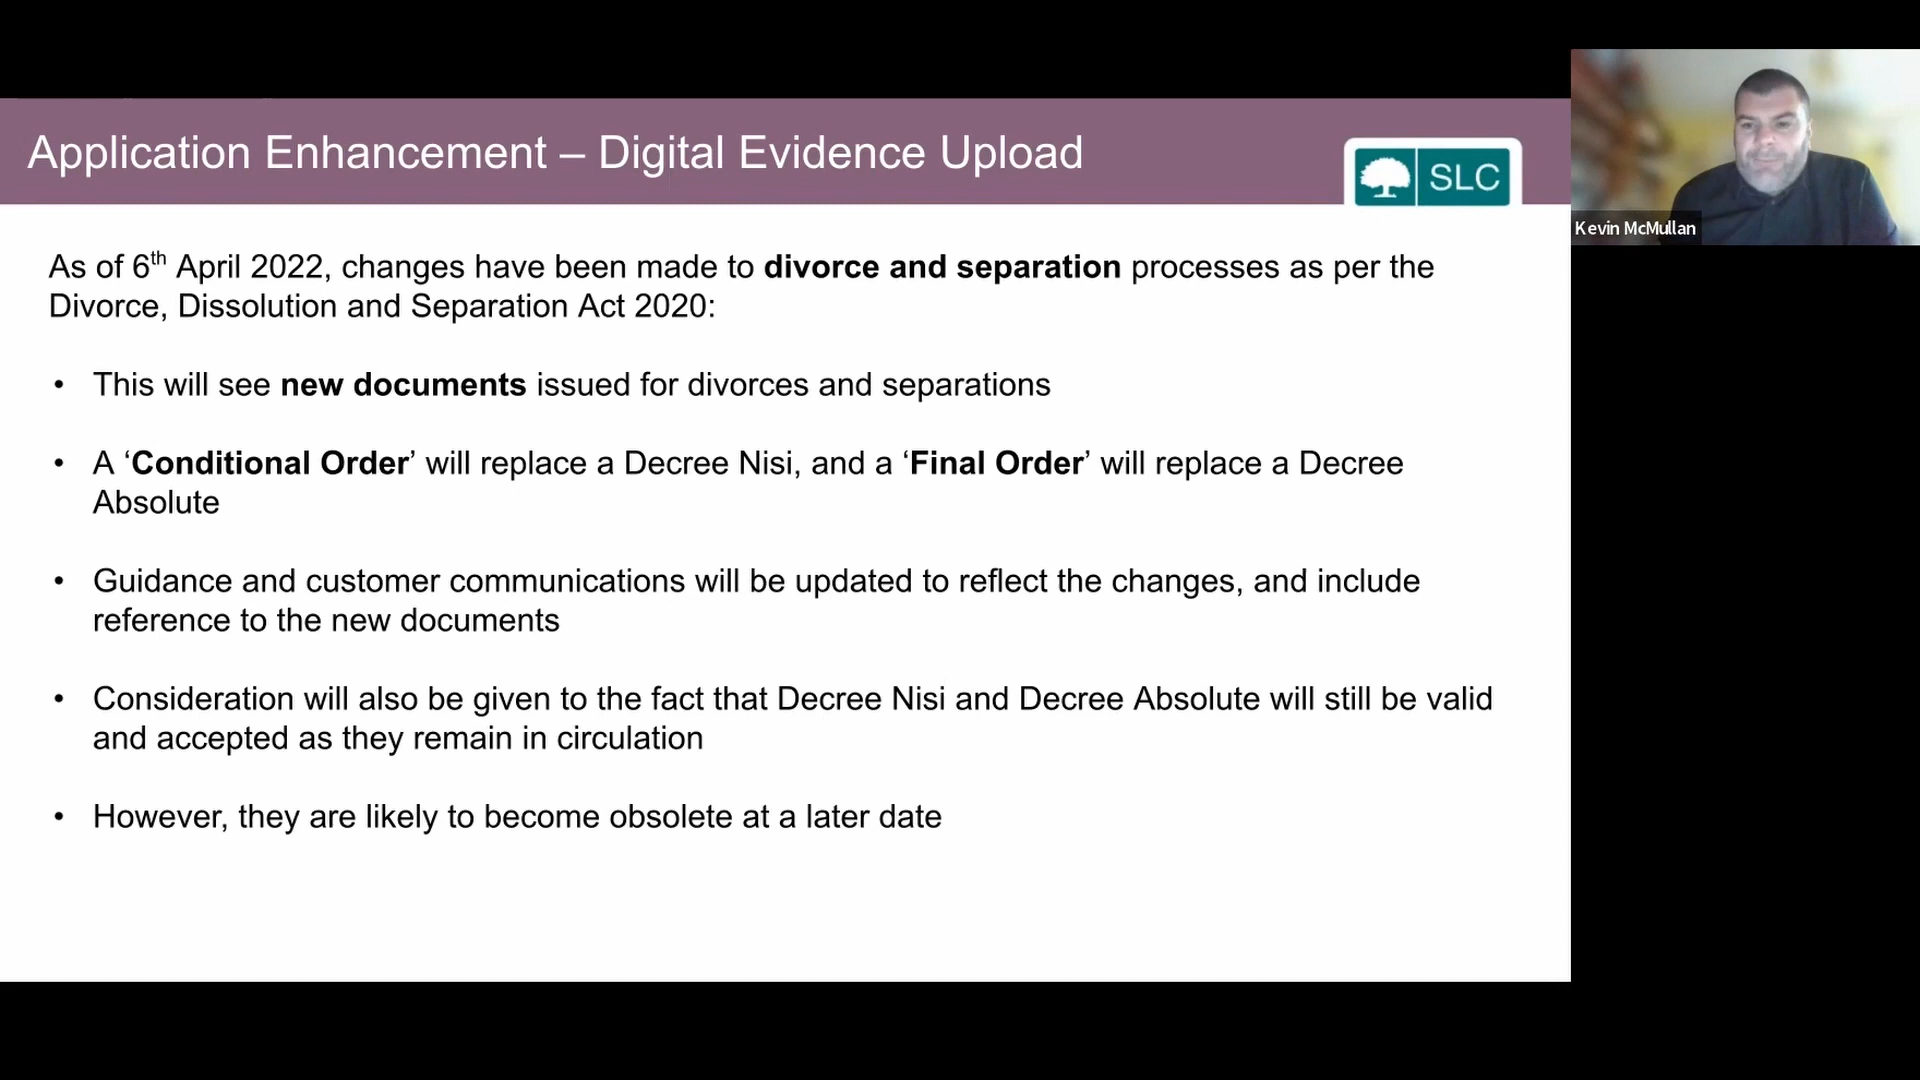 Application Enhancement – Digital Evidence Upload
SLC
Kevin McMullan
As of 6th April 2022, changes have been made to divorce and separation processes as per the
Divorce, Dissolution and Separation Act 2020:
• This will see new documents issued for divorces and separations
• A ‘Conditional Order’ will replace a Decree Nisi, and a ‘Final Order’ will replace a Decree
Absolute
• Guidance and customer communications will be updated to reflect the changes, and include
reference to the new documents
• Consideration will also be given to the fact that Decree Nisi and Decree Absolute will still be valid
and accepted as they remain in circulation
• However, they are likely to become obsolete at a later date